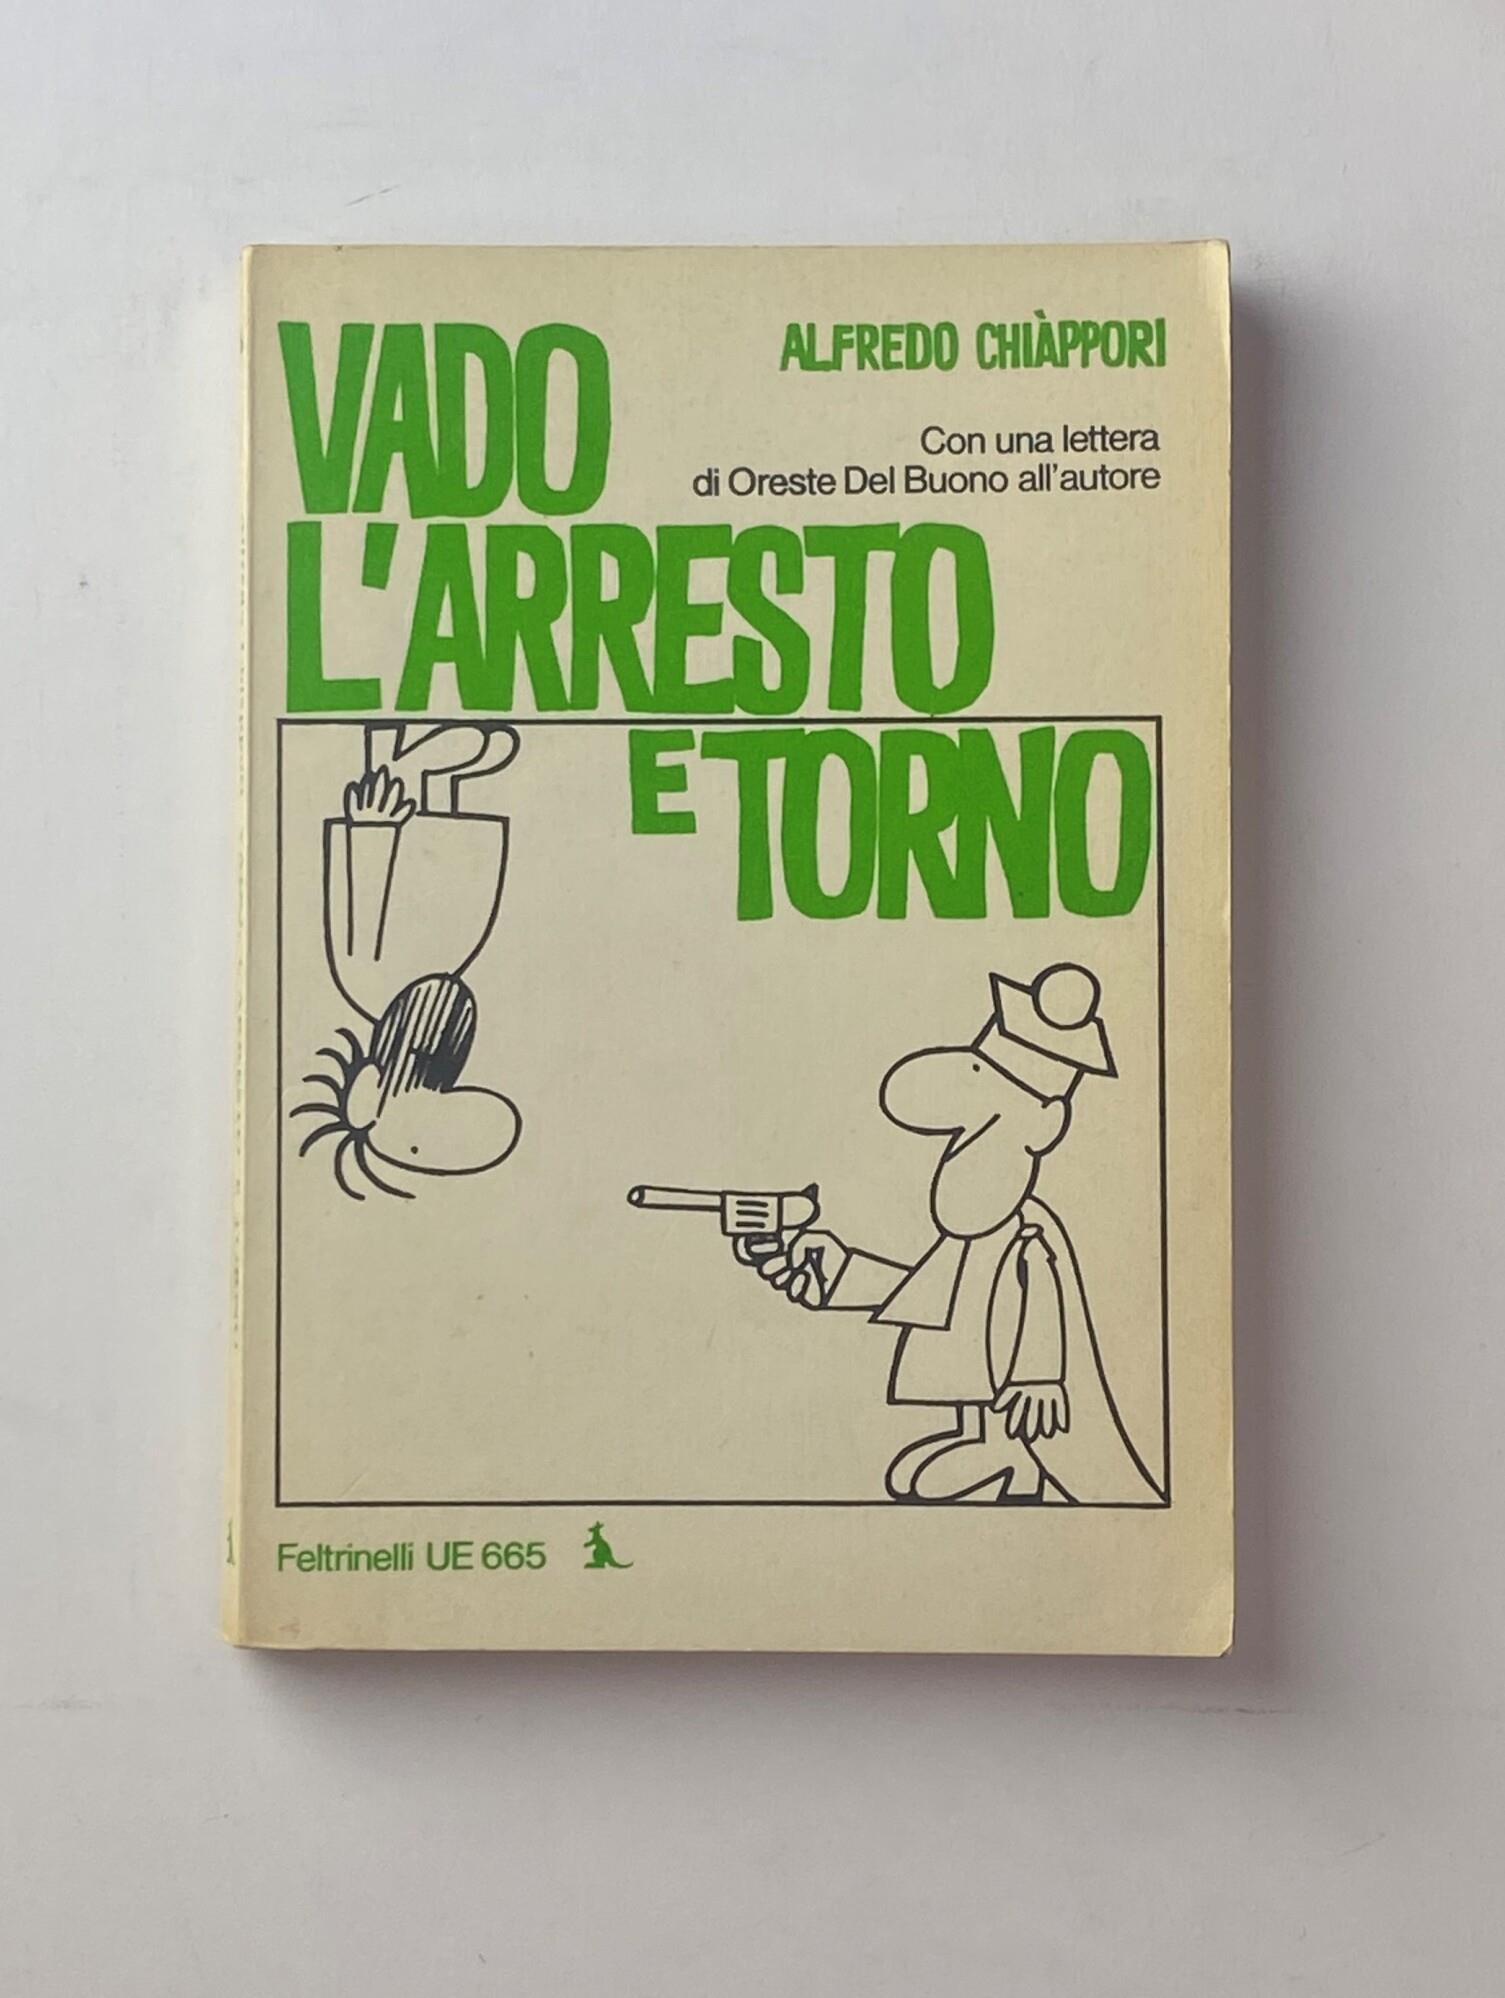 VADO
ALFREDO CHIÀPPORI
Con una lettera
di Oreste Del Buono all'autore
L'ARRESTO
E TORNO
Feltrinelli UE 665